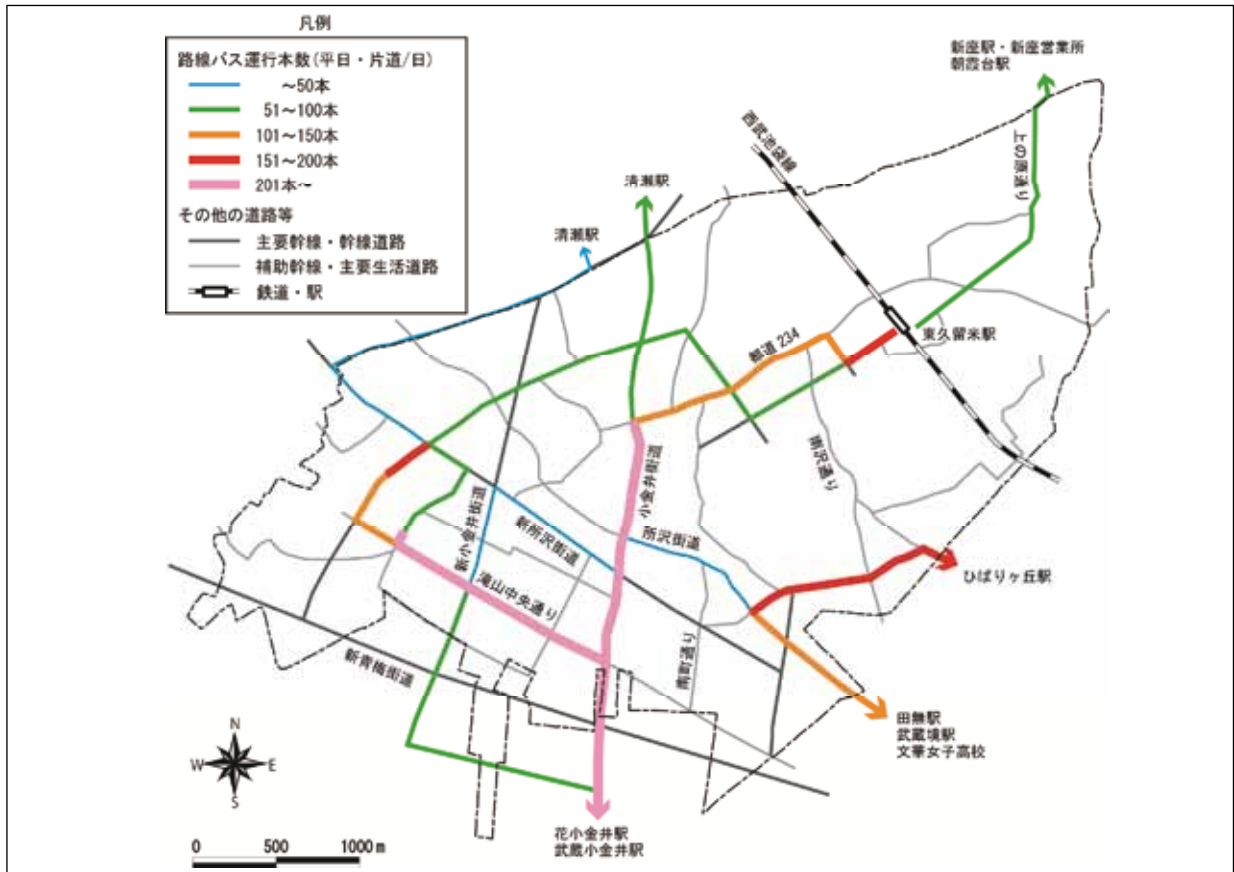 凡例
路線バス運行本数(平日・片道/日)
～50本
51～100本
101～150本
151～200本
201本～
その他の道路等
主要幹線・幹線道路
補助幹線・主要生活道路
鉄道・駅
新座駅・新座営業所
朝霞台駅
西武池袋線
上の原通り
清瀬駅
清瀬駅
東久留米駅
都道234
小金井街道
南沢通り
新小金井街道
新所沢街道
所沢街道
ひばりヶ丘駅
滝山中央通り
南町通り
新青梅街道
田無駅
武蔵境駅
文華女子高校
N
W
E
S
花小金井駅
武蔵小金井駅
0 500 1000m